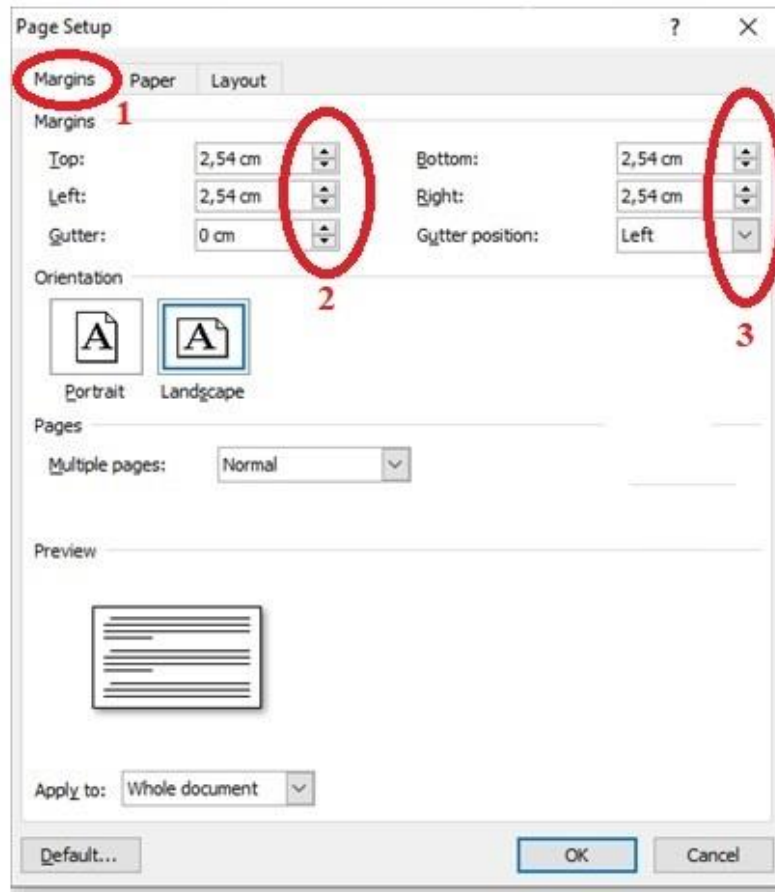 Page Setup ? ×
Margins Paper Layout
1
Margins
Top: 2,54 cm Bottom: 2,54 cm
Left: 2,54 cm Right: 2,54 cm
Gutter: 0 cm Gutter position: Left
2
3
Orientation
A A
Portrait Landscape
Pages
Multiple pages: Normal
Preview
Apply to: Whole document
Default... OK Cancel